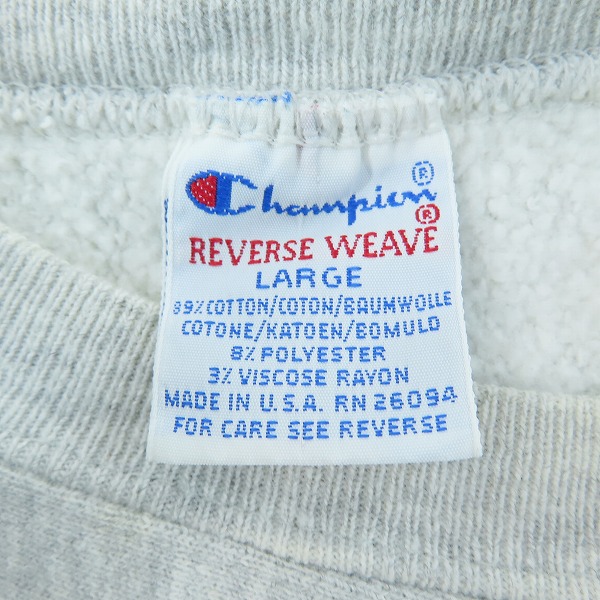 Champion®
REVERSE WEAVE®
LARGE
89% COTTON/COTON/BAUMWOLLE
COTONE/KATOEN/BOMULD
8% POLYESTER
3% VISCOSE RAYON
MADE IN U.S.A. RN 26094
FOR CARE SEE REVERSE